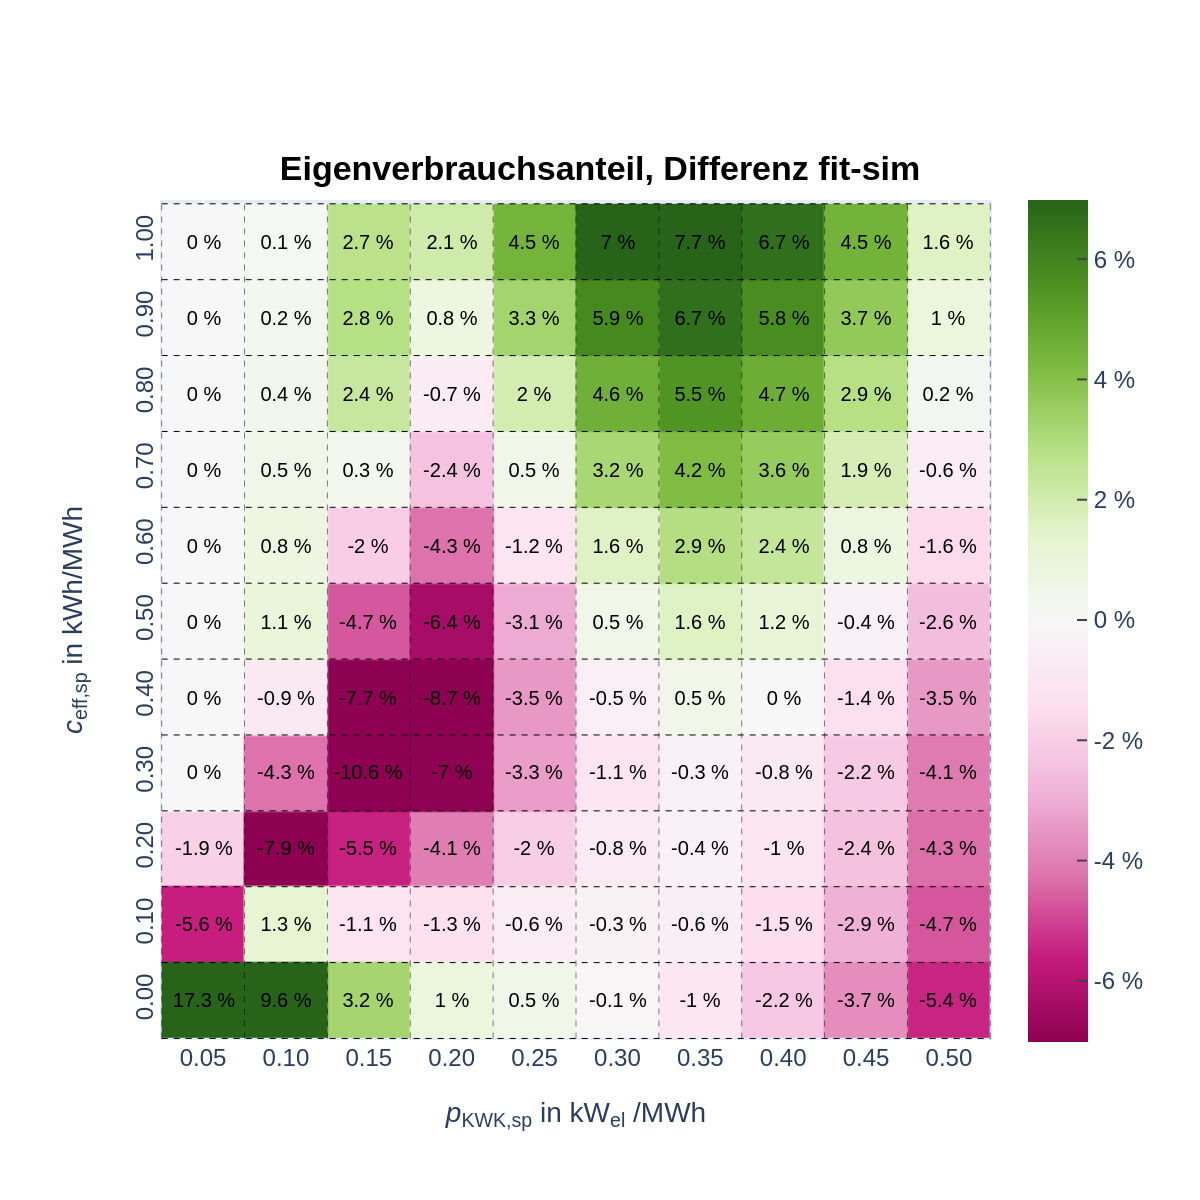 Eigenverbrauchsanteil, Differenz fit-sim
1.00 0 % 0.1 % 2.7 % 2.1 % 4.5 % 7 % 7.7 % 6.7 % 4.5 % 1.6 %
0.90 0 % 0.2 % 2.8 % 0.8 % 3.3 % 5.9 % 6.7 % 5.8 % 3.7 % 1 %
0.80 0 % 0.4 % 2.4 % -0.7 % 2 % 4.6 % 5.5 % 4.7 % 2.9 % 0.2 %
0.70 0 % 0.5 % 0.3 % -2.4 % 0.5 % 3.2 % 4.2 % 3.6 % 1.9 % -0.6 %
0.60 0 % 0.8 % -2 % -4.3 % -1.2 % 1.6 % 2.9 % 2.4 % 0.8 % -1.6 %
0.50 0 % 1.1 % -4.7 % -6.4 % -3.1 % 0.5 % 1.6 % 1.2 % -0.4 % -2.6 %
0.40 0 % -0.9 % -7.7 % -8.7 % -3.5 % -0.5 % 0.5 % 0 % -1.4 % -3.5 %
0.30 0 % -4.3 % -10.6 % -7 % -3.3 % -1.1 % -0.3 % -0.8 % -2.2 % -4.1 %
0.20 -1.9 % -7.9 % -5.5 % -4.1 % -2 % -0.8 % -0.4 % -1 % -2.4 % -4.3 %
0.10 -5.6 % 1.3 % -1.1 % -1.3 % -0.6 % -0.3 % -0.6 % -1.5 % -2.9 % -4.7 %
0.00 17.3 % 9.6 % 3.2 % 1 % 0.5 % -0.1 % -1 % -2.2 % -3.7 % -5.4 %
0.05 0.10 0.15 0.20 0.25 0.30 0.35 0.40 0.45 0.50
pKWK,sp in kWel /MWh
ceff,sp in kWh/MWh
6 %
4 %
2 %
0 %
-2 %
-4 %
-6 %